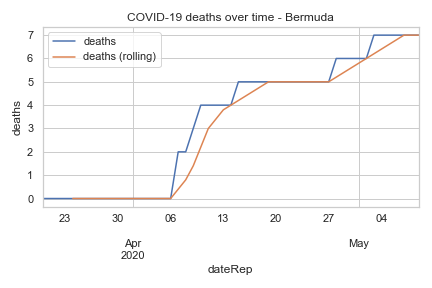 COVID-19 deaths over time - Bermuda
deaths
deaths (rolling)
7
6
5
4
3
2
1
0
deaths
23 30 06 13 20 27 04
Apr May
2020
dateRep